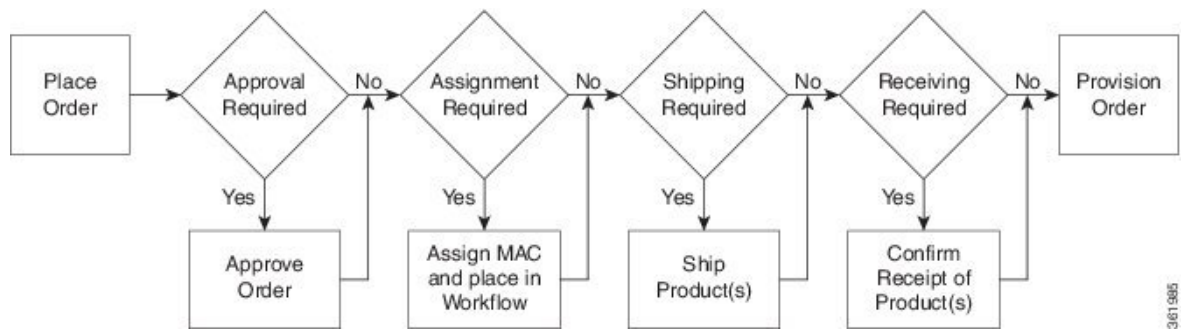 Place
Order
Approval
Required
No
Assignment
Required
No
Shipping
Required
No
Receiving
Required
No
Provision
Order
Yes
Yes
Yes
Yes
Approve
Order
Assign MAC
and place in
Workflow
Ship
Product(s)
Confirm
Receipt of
Product(s)
361985